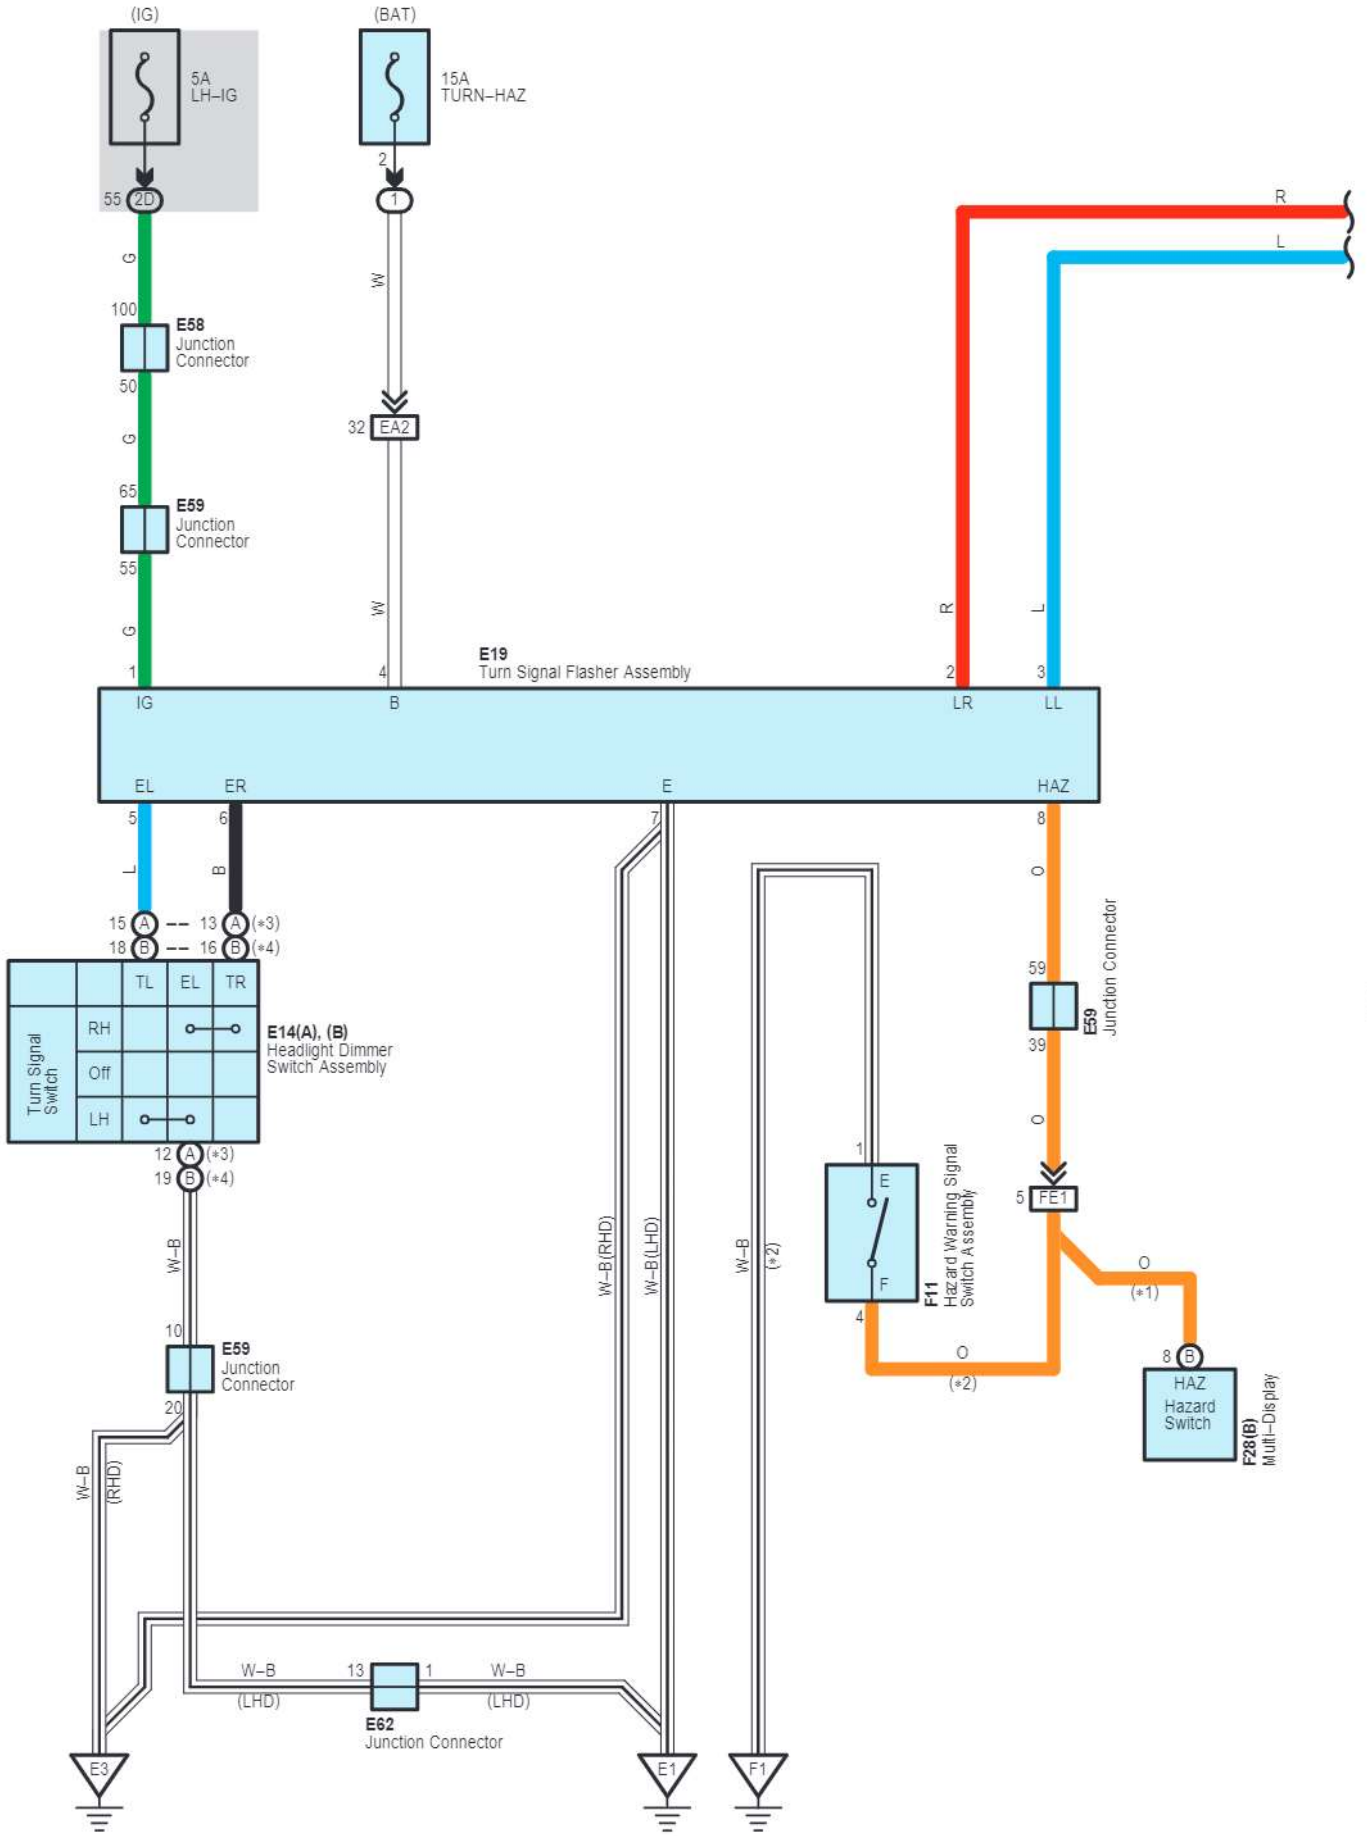 (IG)
(BAT)
5A
LH–IG
15A
TURN–HAZ
2
55
2D
1
R
L
G
W
100
E58
Junction
Connector
50
G
32
EA2
65
E59
Junction
Connector
55
G
W
R
L
E19
Turn Signal Flasher Assembly
1
4
2
3
IG
B
LR
LL
EL
ER
E
HAZ
5
6
7
8
L
B
O
15
A
13
A
(*3)
18
B
16
B
(*4)
59
Junction Connector
E59
39
TL
EL
TR
RH
Off
LH
Turn Signal
Switch
E14(A), (B)
Headlight Dimmer
Switch Assembly
O
12
A
(*3)
19
B
(*4)
1
E
F
4
F11
Hazard Warning Signal
Switch Assembly
5
FE1
W–B
W–B(RHD)
W–B(LHD)
W–B
(*2)
O
(*1)
10
E59
Junction
Connector
20
O
(*2)
8
B
HAZ
Hazard
Switch
F28(B)
Multi–Display
W–B
(RHD)
W–B
(LHD)
13
1
W–B
(LHD)
E62
Junction Connector
E3
E1
F1